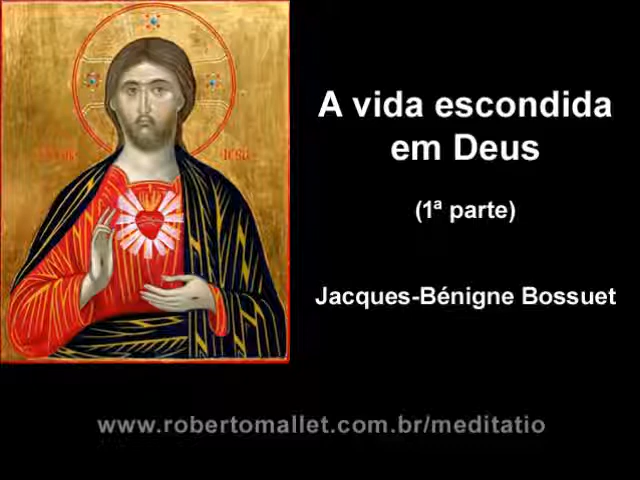 A vida escondida
em Deus
(1ª parte)
Jacques-Bénigne Bossuet
www.robertomallet.com.br/meditatio